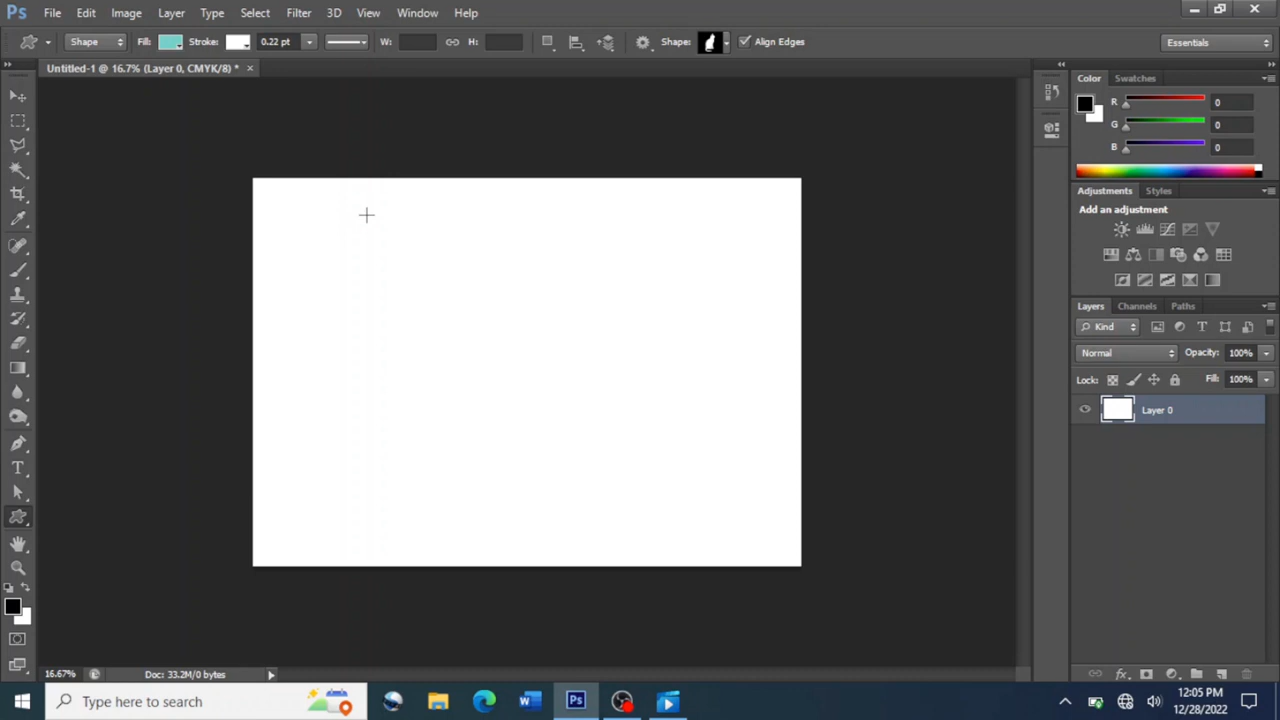 Ps File Edit Image Layer Type Select Filter 3D View Window Help
Shape Fill: Stroke: 0.22 pt W: H: Shape: Align Edges Essentials
Untitled-1 @ 16.7% (Layer 0, CMYK/8) * ×
Color Swatches
R 0
G 0
B 0
Adjustments Styles
Add an adjustment
Layers Channels Paths
Kind
Normal Opacity: 100%
Lock: Fill: 100%
Layer 0
16.67% Doc: 33.2M/0 bytes
Type here to search
12:05 PM
12/28/2022